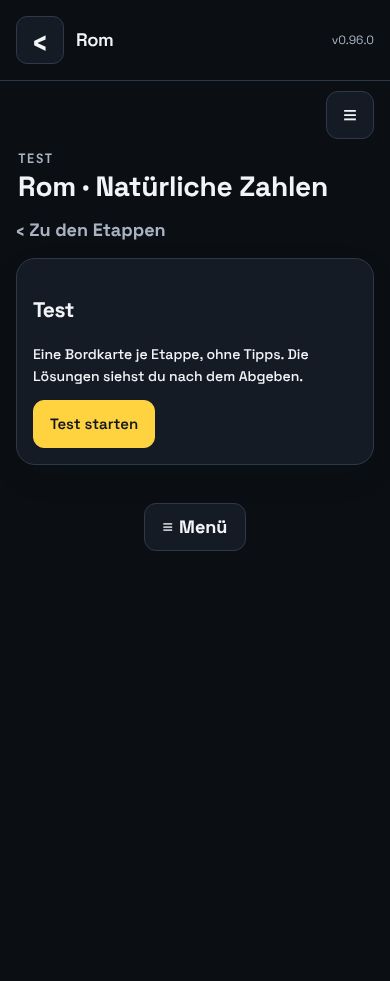 < Rom
v0.96.0
≡
TEST
Rom · Natürliche Zahlen
< Zu den Etappen
Test
Eine Bordkarte je Etappe, ohne Tipps. Die
Lösungen siehst du nach dem Abgeben.
Test starten
≡ Menü